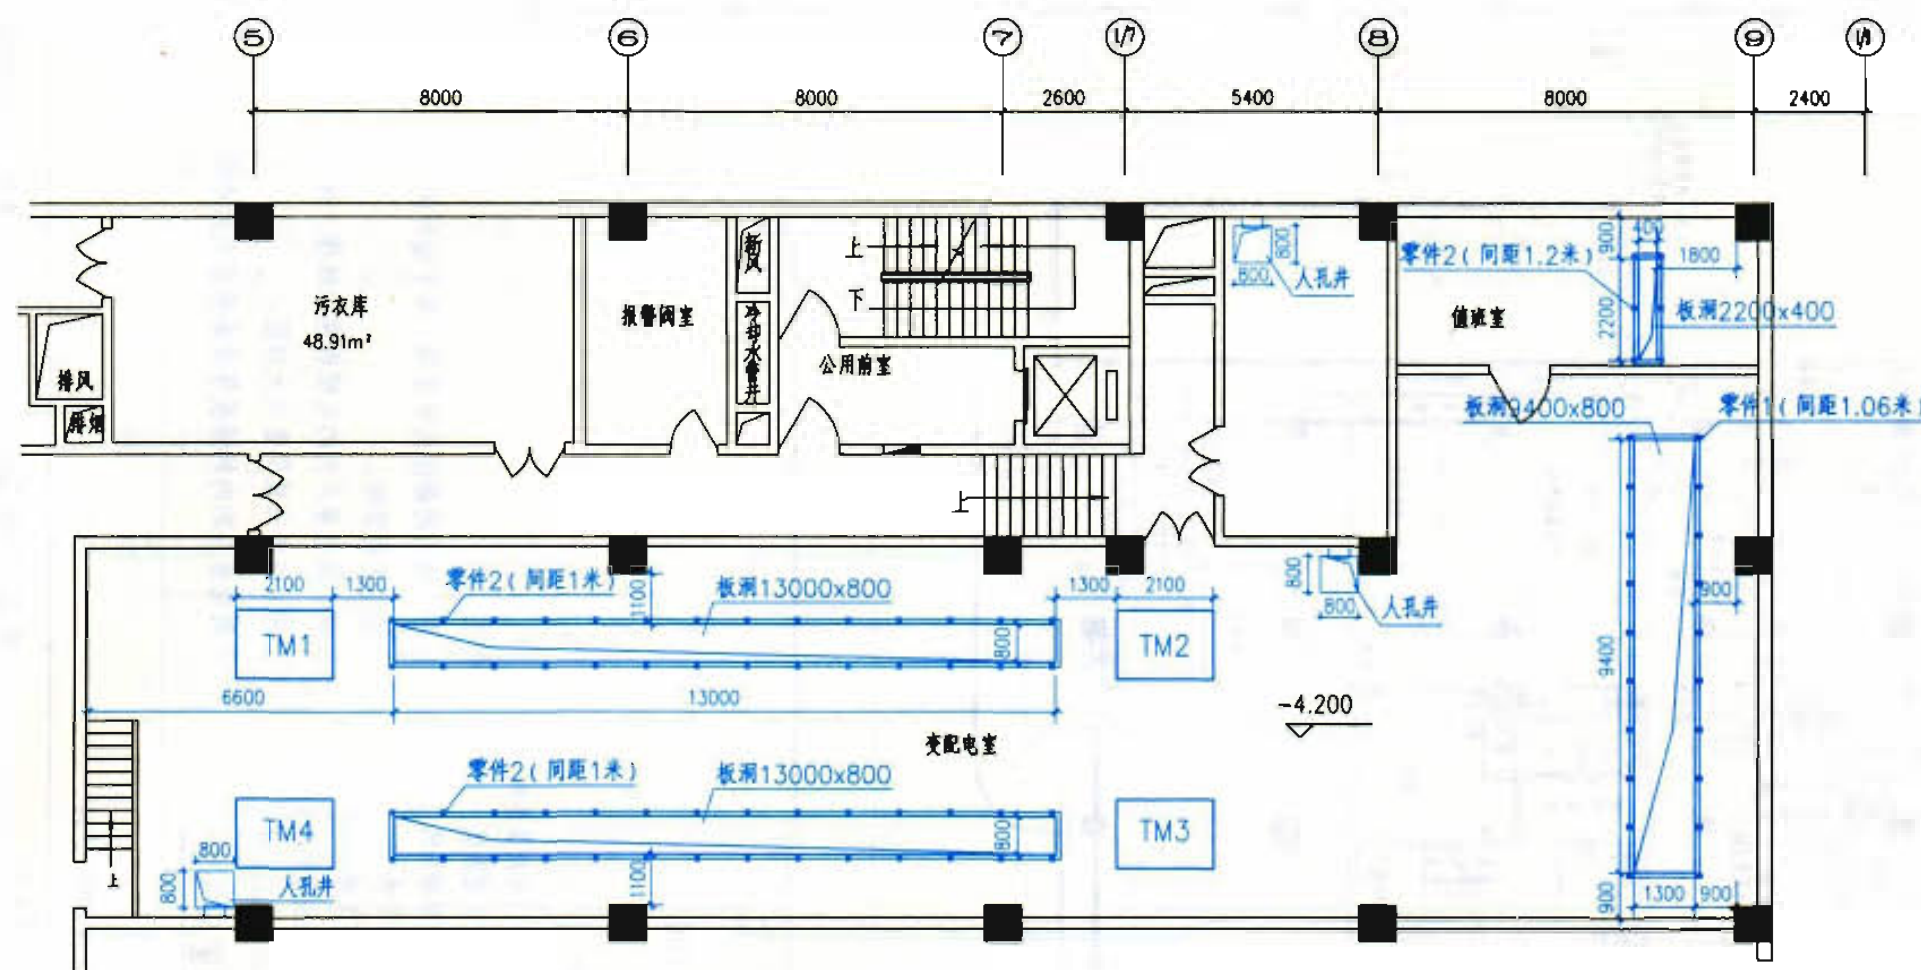 5 6 7 1/7 8 9 1/9
8000 8000 2600 5400 8000 2400
新风
上
下
800
800
人孔井
900
400
零件2(间距1.2米)
1800
2200
板洞2200x400
值班室
污衣库
48.91m²
报警阀室
冷却水管井
公用前室
排风
排烟
板洞9400x800
零件1(间距1.06米)
上
2100 1300
零件2(间距1米)
1100
板洞13000x800
1300 2100
800
800
人孔井
900
TM1
800
TM2
9400
6600
13000
-4.200
变配电室
零件2(间距1米)
板洞13000x800
TM4
800
TM3
800
800
上
人孔井
1100
900
1300
900